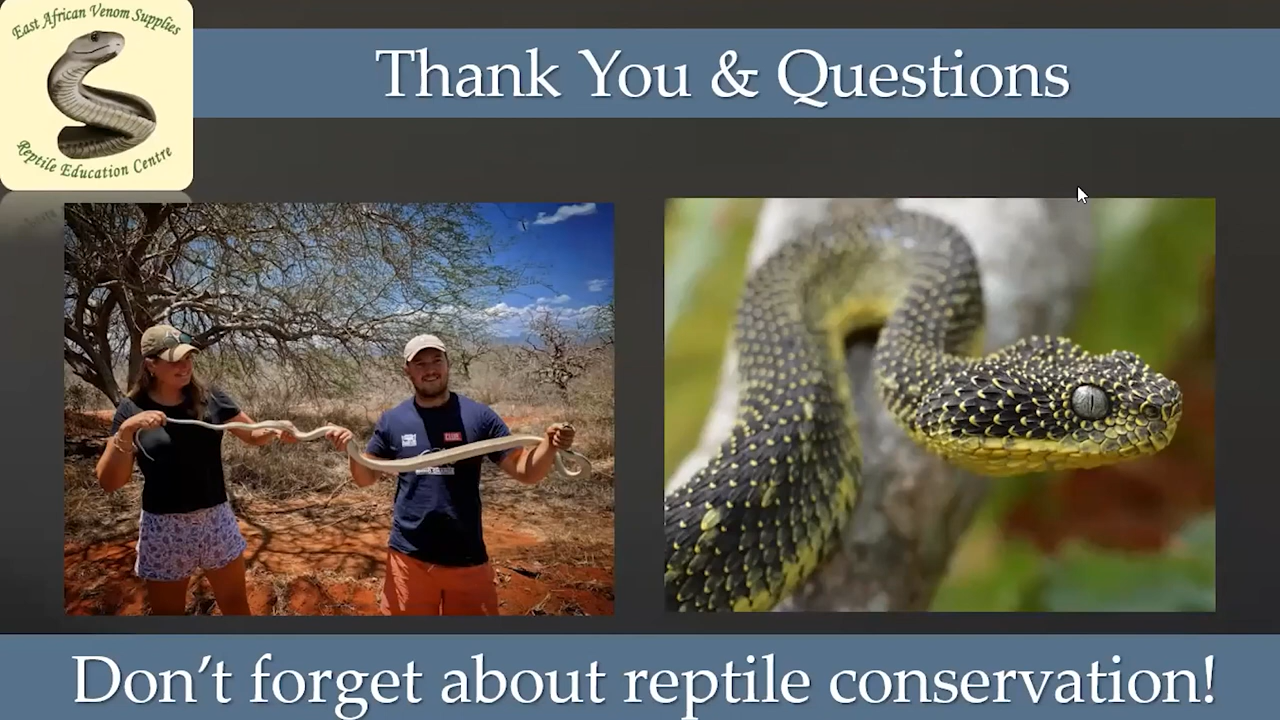 East African Venom Supplies
Reptile Education Centre
Thank You & Questions
Don't forget about reptile conservation!